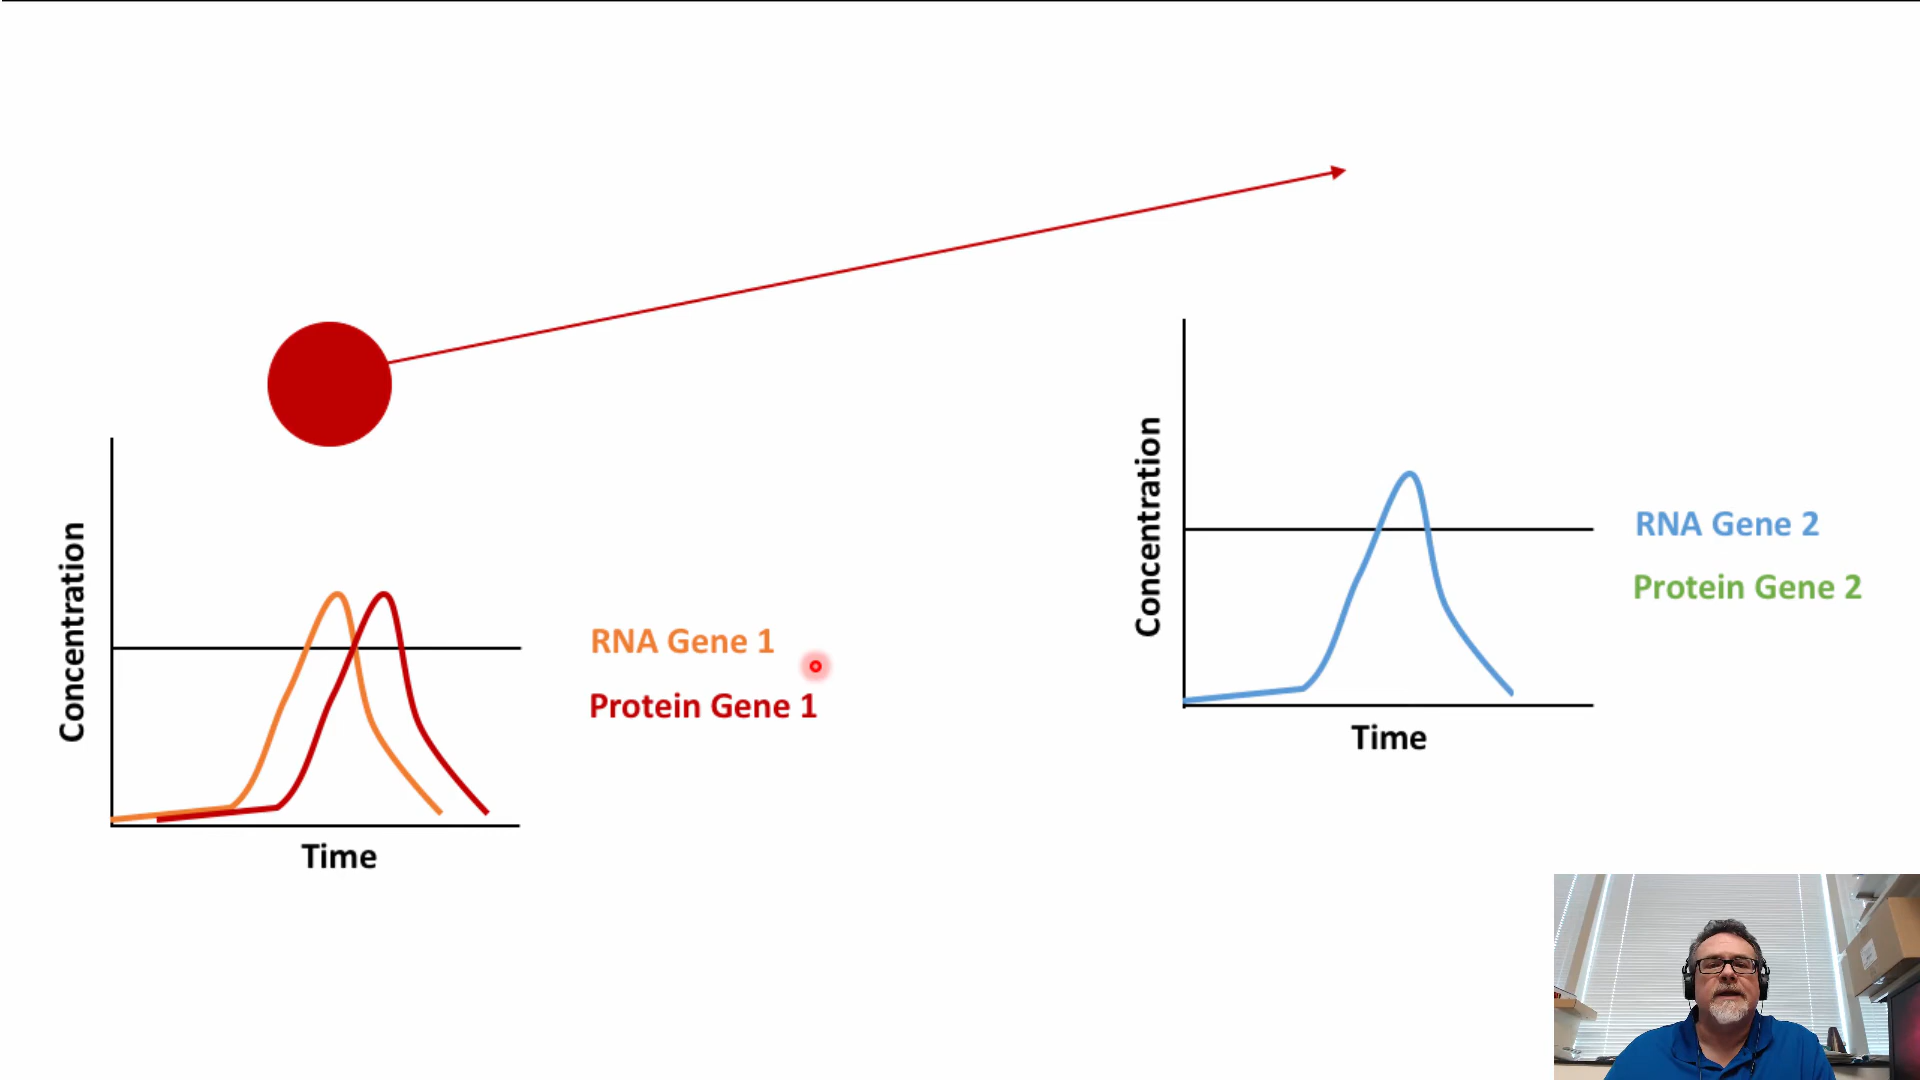 Concentration
RNA Gene 1
Protein Gene 1
Time
Concentration
RNA Gene 2
Protein Gene 2
Time